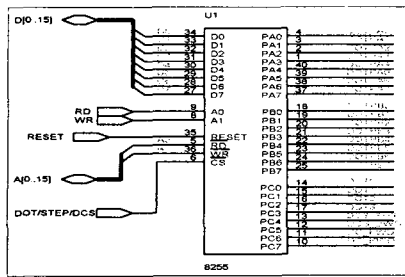 U1
D[0..15]
34 D0 PA0 4
33 D1 PA1 3
32 D2 PA2 2
31 D3 PA3 1
30 D4 PA4 40
29 D5 PA5 39
28 D6 PA6 38
27 D7 PA7 37
RD 9 A0 PB0 18
WR 8 A1 PB1 19
PB2 20
RESET 35 RESET PB3 21
5 RD PB4 22
36 WR PB5 23
A[0..15] 6 CS PB6 24
PB7 25
DOT/STEP/DCS
PC0 14
PC1 15
PC2 16
PC3 17
PC4 13
PC5 12
PC6 11
PC7 10
8255